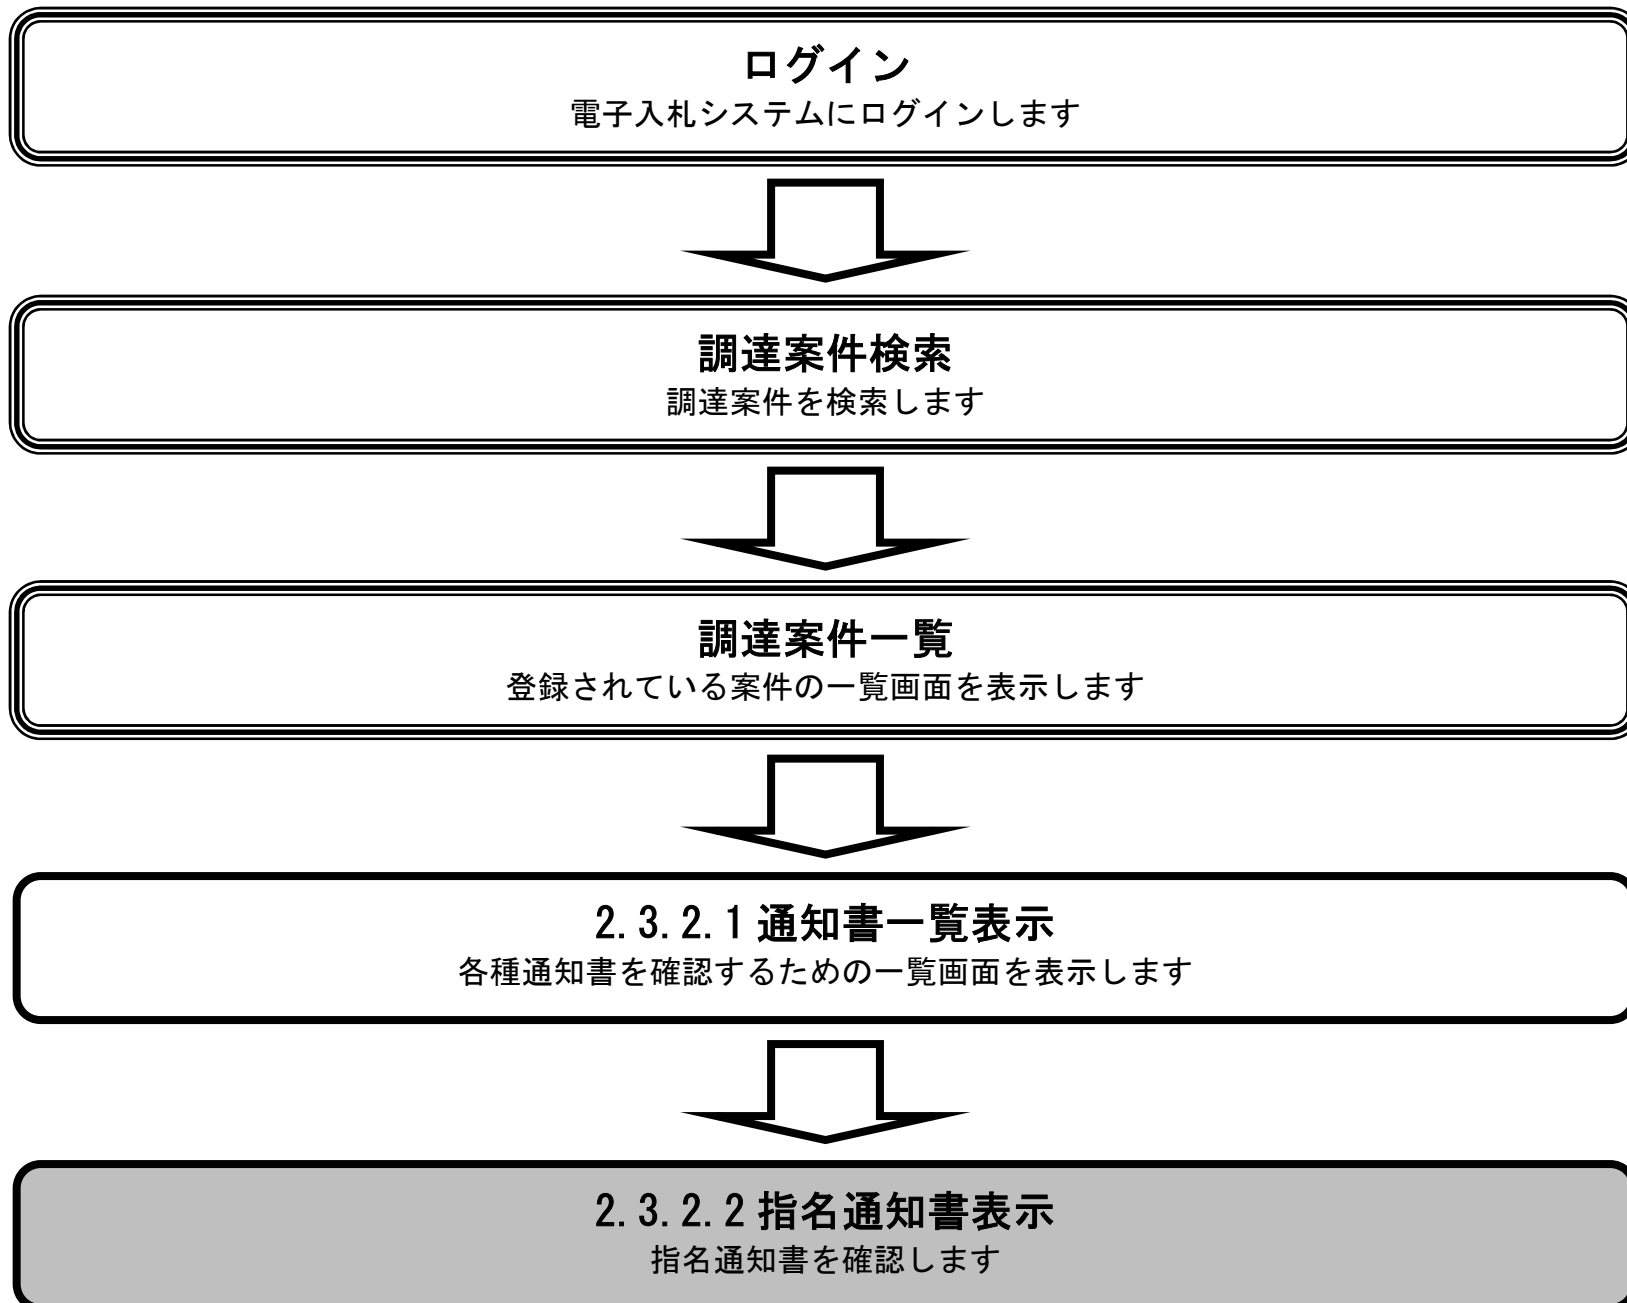 ログイン
電子入札システムにログインします
調達案件検索
調達案件を検索します
調達案件一覧
登録されている案件の一覧画面を表示します
2.3.2.1 通知書一覧表示
各種通知書を確認するための一覧画面を表示します
2.3.2.2 指名通知書表示
指名通知書を確認します